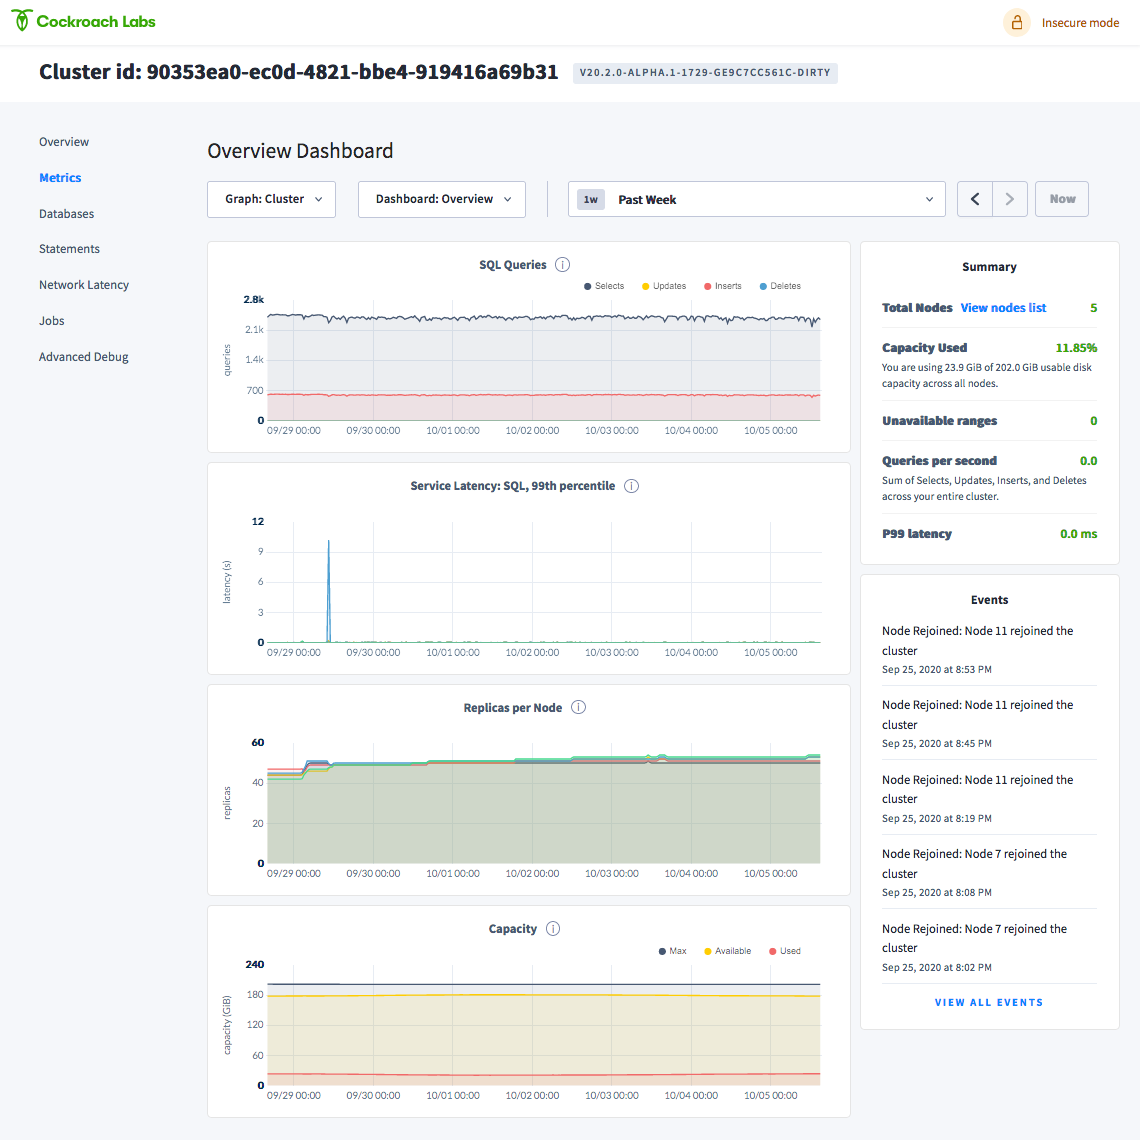 Cockroach Labs
Insecure mode
Cluster id: 90353ea0-ec0d-4821-bbe4-919416a69b31
V20.2.0-ALPHA.1-1729-GE9C7CC561C-DIRTY
Overview
Metrics
Databases
Statements
Network Latency
Jobs
Advanced Debug
Overview Dashboard
Graph: Cluster
Dashboard: Overview
1w Past Week
Now
SQL Queries
Selects Updates Inserts Deletes
2.8k
2.1k
1.4k
700
0
queries
09/29 00:00 09/30 00:00 10/01 00:00 10/02 00:00 10/03 00:00 10/04 00:00 10/05 00:00
Service Latency: SQL, 99th percentile
12
9
6
3
0
latency (s)
09/29 00:00 09/30 00:00 10/01 00:00 10/02 00:00 10/03 00:00 10/04 00:00 10/05 00:00
Replicas per Node
60
40
20
0
replicas
09/29 00:00 09/30 00:00 10/01 00:00 10/02 00:00 10/03 00:00 10/04 00:00 10/05 00:00
Capacity
Max Available Used
240
180
120
60
0
capacity (GiB)
09/29 00:00 09/30 00:00 10/01 00:00 10/02 00:00 10/03 00:00 10/04 00:00 10/05 00:00
Summary
Total Nodes View nodes list 5
Capacity Used 11.85%
You are using 23.9 GiB of 202.0 GiB usable disk
capacity across all nodes.
Unavailable ranges 0
Queries per second 0.0
Sum of Selects, Updates, Inserts, and Deletes
across your entire cluster.
P99 latency 0.0 ms
Events
Node Rejoined: Node 11 rejoined the
cluster
Sep 25, 2020 at 8:53 PM
Node Rejoined: Node 11 rejoined the
cluster
Sep 25, 2020 at 8:45 PM
Node Rejoined: Node 11 rejoined the
cluster
Sep 25, 2020 at 8:19 PM
Node Rejoined: Node 7 rejoined the
cluster
Sep 25, 2020 at 8:08 PM
Node Rejoined: Node 7 rejoined the
cluster
Sep 25, 2020 at 8:02 PM
VIEW ALL EVENTS